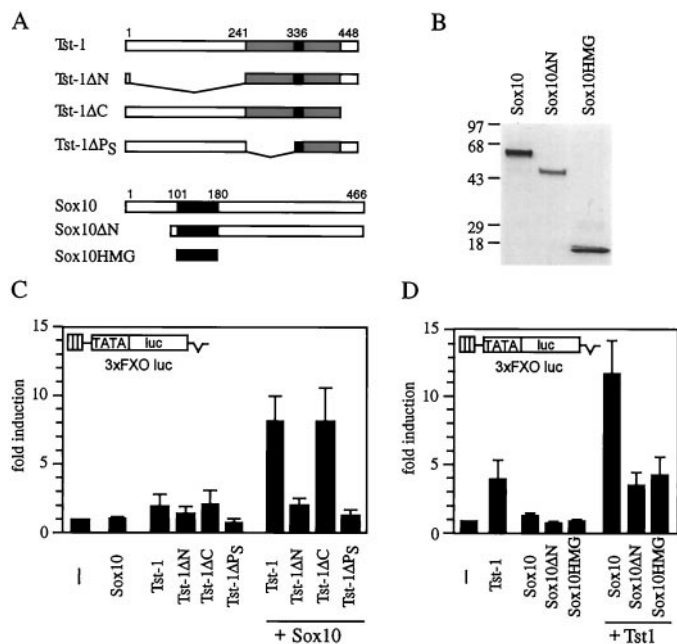 A
1 241 336 448
Tst-1
Tst-1ΔN
Tst-1ΔC
Tst-1ΔPS
1 101 180 466
Sox10
Sox10ΔN
Sox10HMG
B
Sox10
Sox10ΔN
Sox10HMG
97
68
43
29
18
C
15
10
5
0
fold induction
TATA luc
3xFXO luc
–
Sox10
Tst-1
Tst-1ΔN
Tst-1ΔC
Tst-1ΔPS
Tst-1
Tst-1ΔN
Tst-1ΔC
Tst-1ΔPS
+ Sox10
D
15
10
5
0
fold induction
TATA luc
3xFXO luc
–
Tst-1
Sox10
Sox10ΔN
Sox10HMG
Sox10
Sox10ΔN
Sox10HMG
+ Tst1